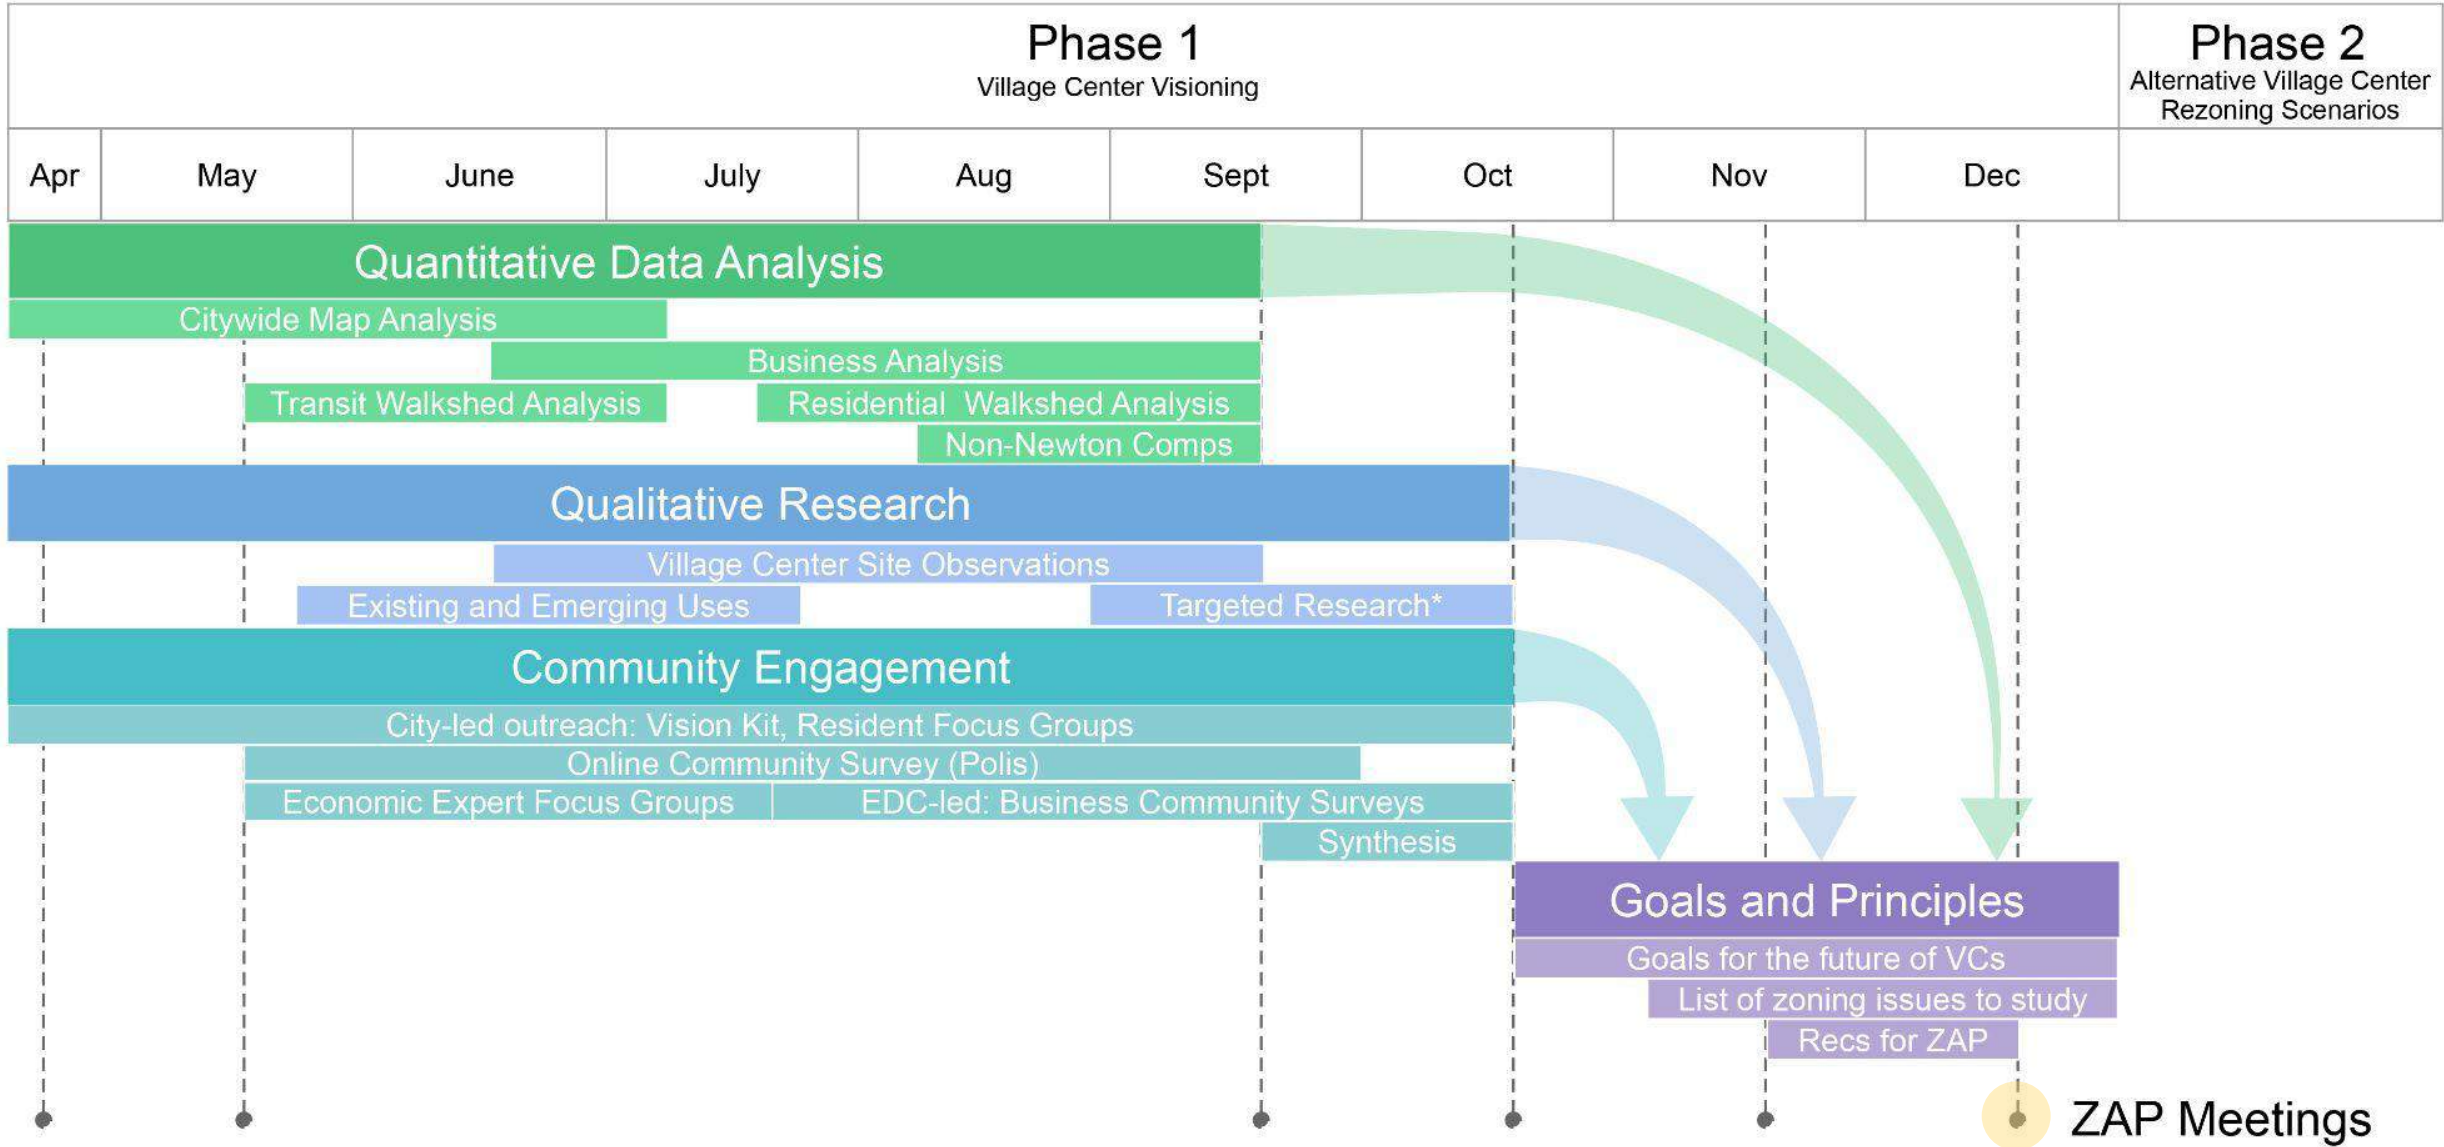 Phase 1
Village Center Visioning
Phase 2
Alternative Village Center
Rezoning Scenarios
Apr
May
June
July
Aug
Sept
Oct
Nov
Dec
Quantitative Data Analysis
Citywide Map Analysis
Business Analysis
Transit Walkshed Analysis
Residential Walkshed Analysis
Non-Newton Comps
Qualitative Research
Village Center Site Observations
Existing and Emerging Uses
Targeted Research*
Community Engagement
City-led outreach: Vision Kit, Resident Focus Groups
Online Community Survey (Polis)
Economic Expert Focus Groups
EDC-led: Business Community Surveys
Synthesis
Goals and Principles
Goals for the future of VCs
List of zoning issues to study
Recs for ZAP
ZAP Meetings